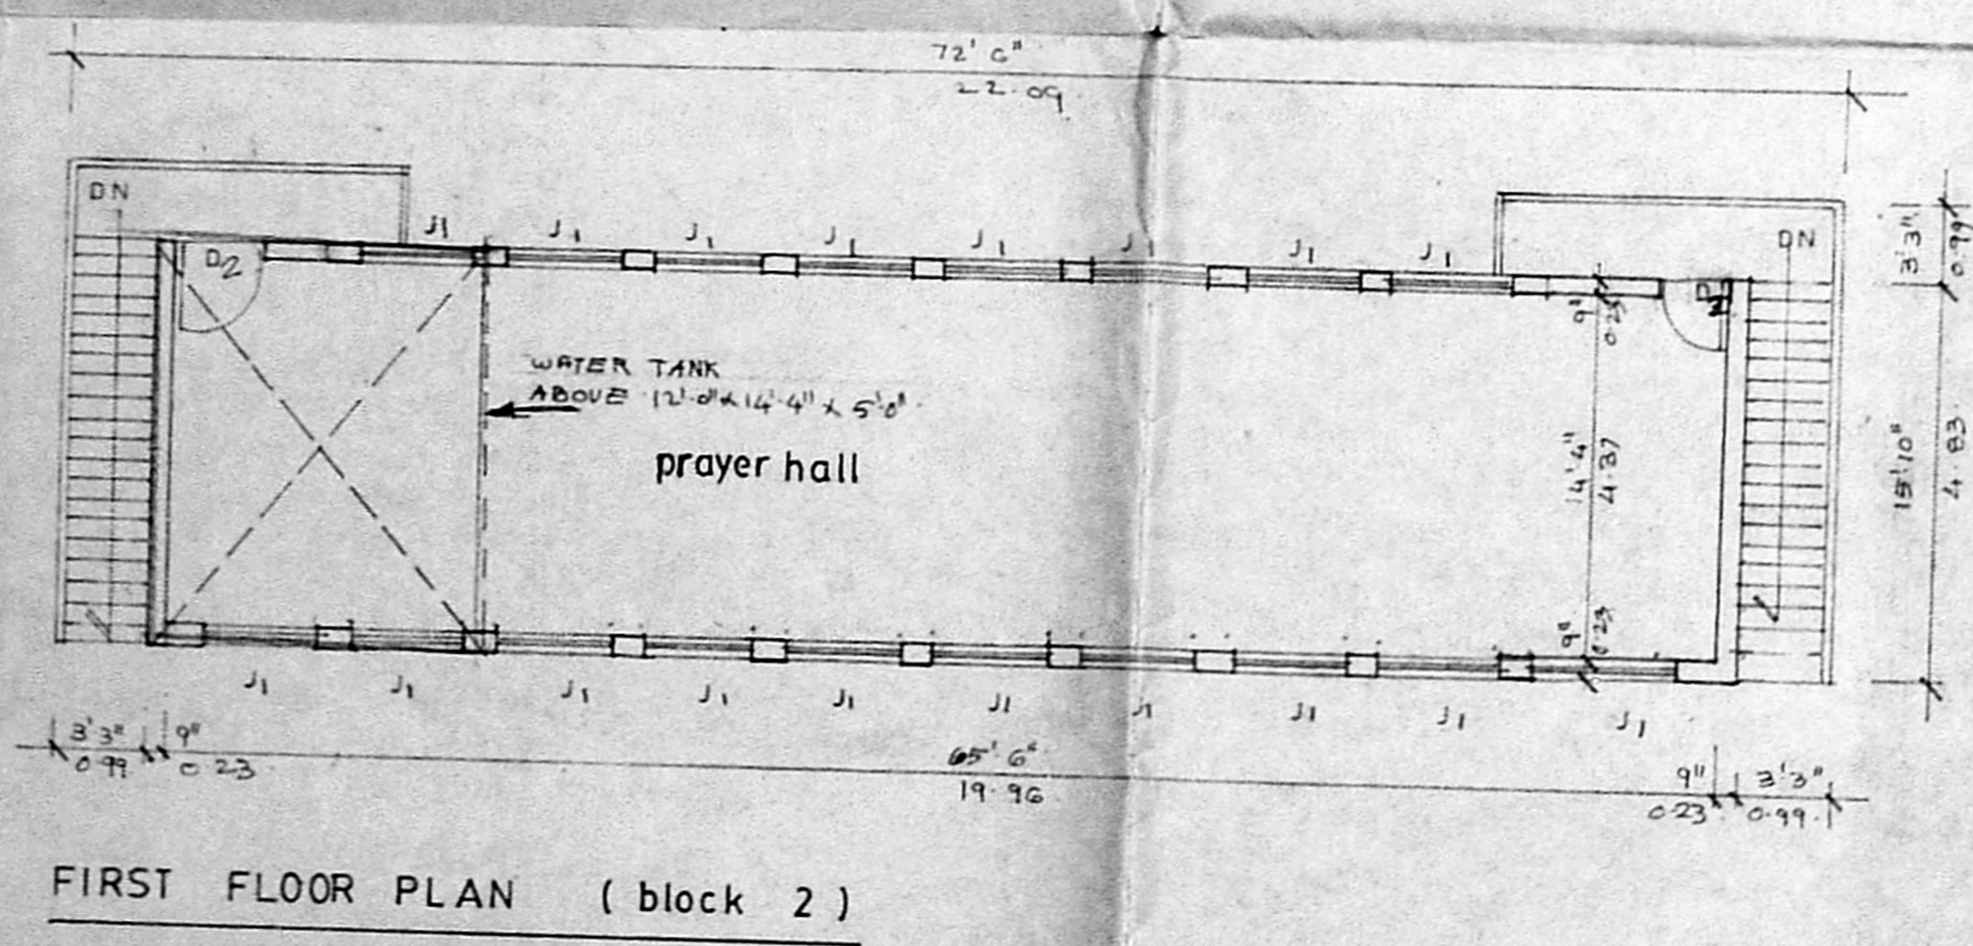 72' 6"
22.09
DN
J1 J1 J1 J1 J1 J1 J1 J1
DN
3'3"
0.99
D2
D2
9"
0.23
WATER TANK
ABOVE 12'-0" x 14'-4" x 5'-0"
prayer hall
14'4"
4.37
15'10"
4.83
9"
0.23
J1 J1 J1 J1 J1 J1 J1 J1 J1 J1
3'3" 9" 65'6" 9" 3'3"
0.99 0.23 19.96 0.23 0.99
FIRST FLOOR PLAN (block 2)